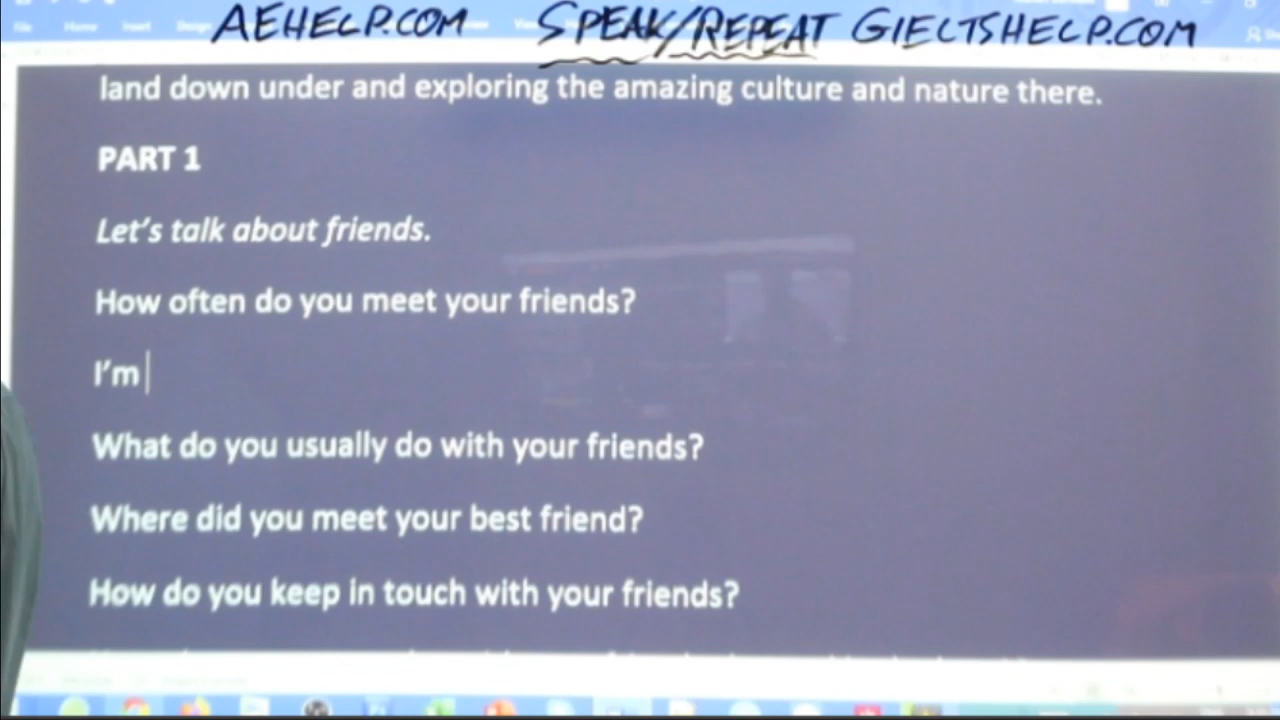 AEHELP.COM SPEAK/REPEAT GIELTSHELP.COM
land down under and exploring the amazing culture and nature there.
PART 1
Let's talk about friends.
How often do you meet your friends?
I'm
What do you usually do with your friends?
Where did you meet your best friend?
How do you keep in touch with your friends?